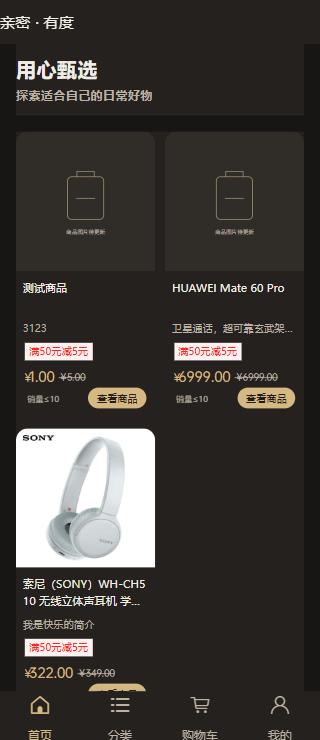 亲密 · 有度
用心甄选
探索适合自己的日常好物
商品图片待更新
商品图片待更新
测试商品
3123
满50元减5元
¥1.00 ¥5.00
销量≤10 查看商品
HUAWEI Mate 60 Pro
卫星通话，超可靠玄武架...
满50元减5元
¥6999.00 ¥6999.00
销量≤10 查看商品
SONY
SONY
索尼（SONY）WH-CH5
10 无线立体声耳机 学...
我是快乐的简介
满50元减5元
¥322.00 ¥349.00
首页 分类 购物车 我的